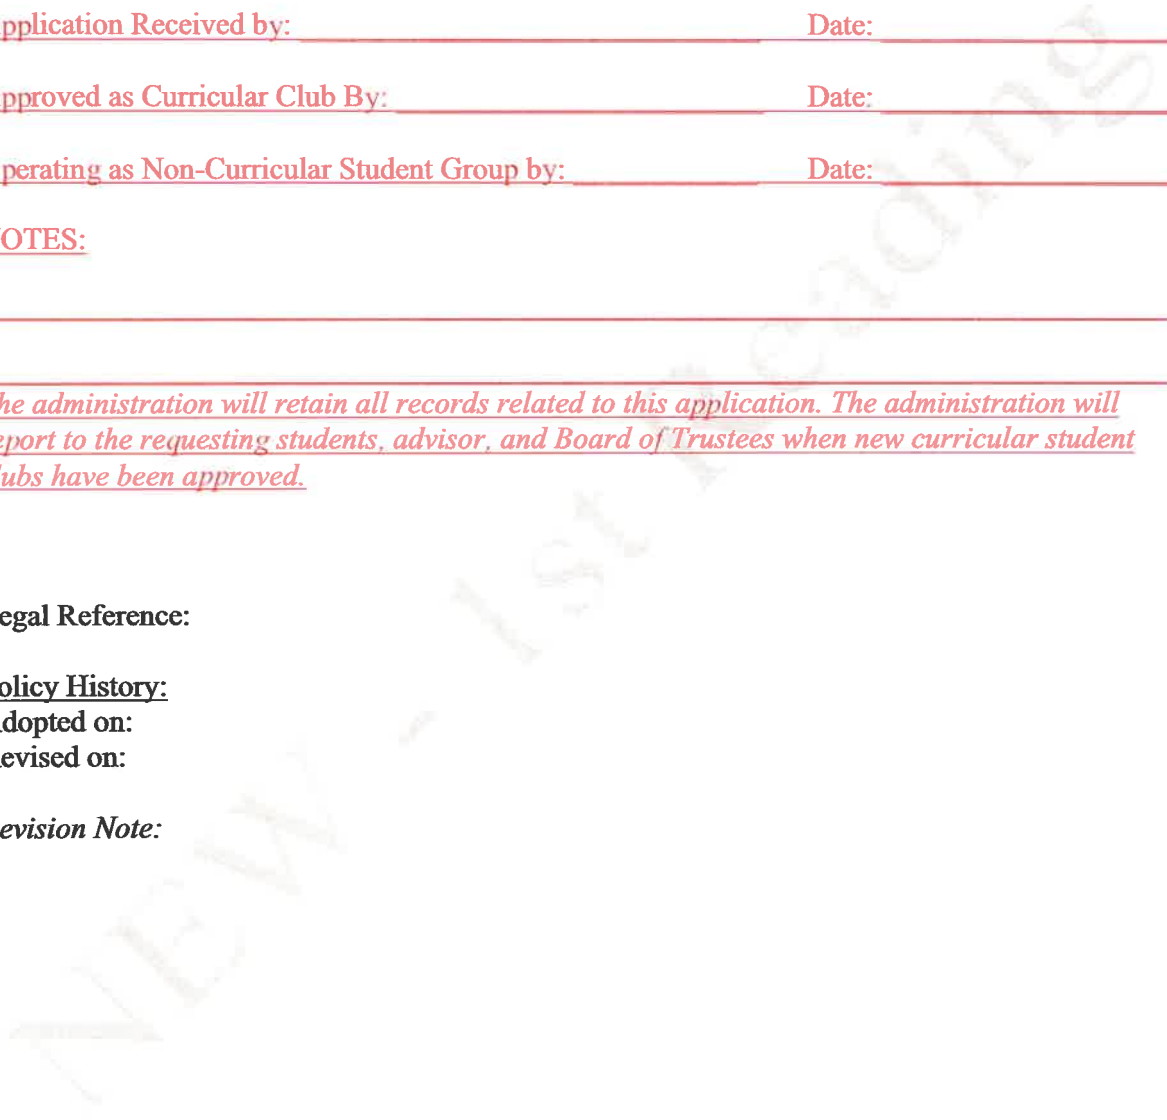 pplication Received by: Date:
pproved as Curricular Club By: Date:
perating as Non-Curricular Student Group by: Date:
OTES:
he administration will retain all records related to this application. The administration will
eport to the requesting students, advisor, and Board of Trustees when new curricular student
lubs have been approved.
egal Reference:
olicy History:
dopted on:
evised on:
evision Note:
NEW - 1st Reading